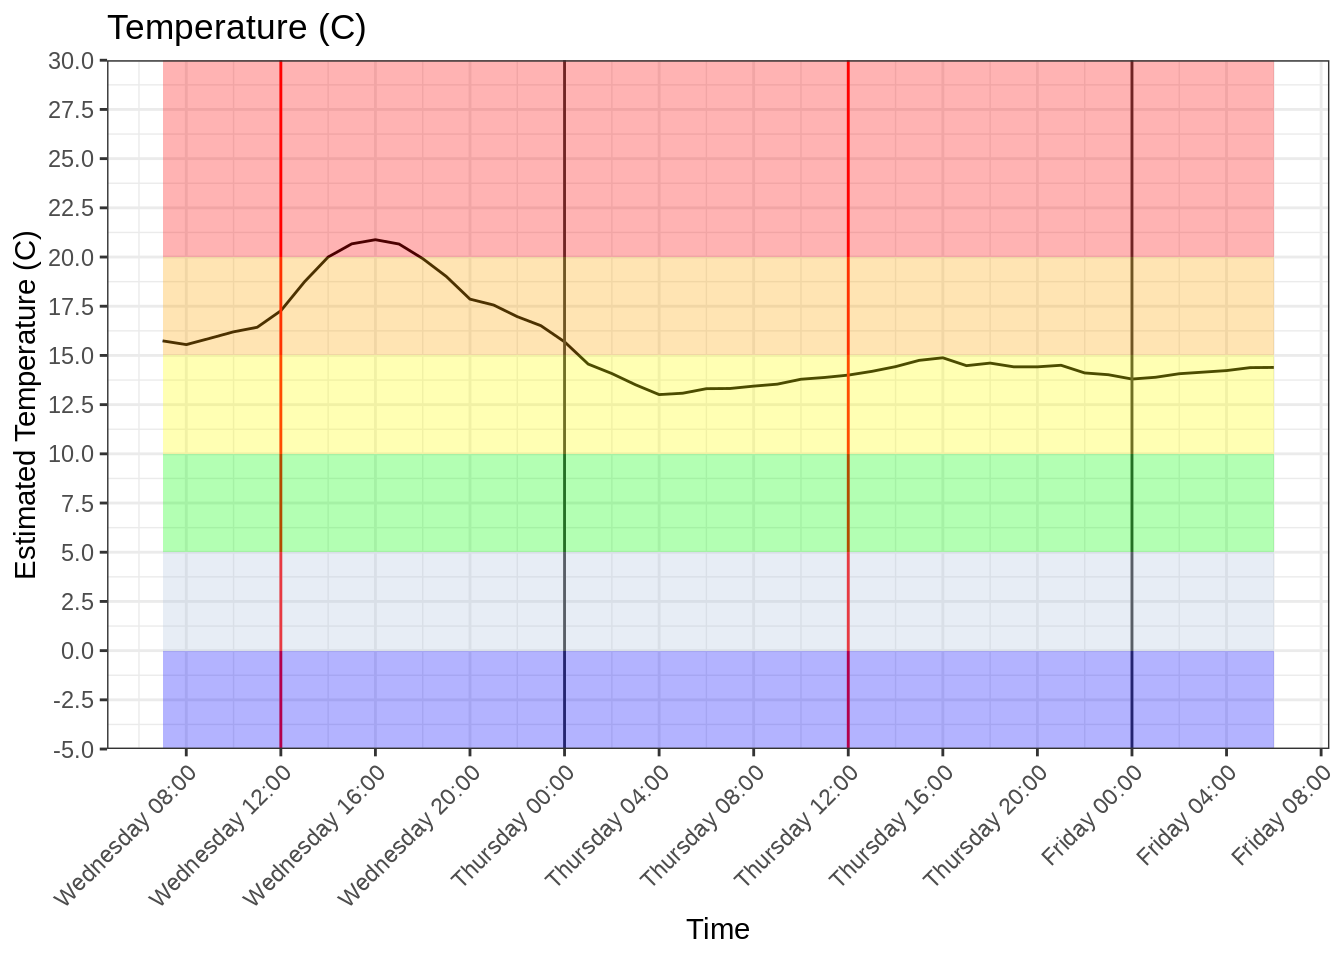 Temperature (C)
30.0
27.5
25.0
22.5
20.0
17.5
15.0
12.5
10.0
7.5
5.0
2.5
0.0
-2.5
-5.0
Estimated Temperature (C)
Wednesday 08:00
Wednesday 12:00
Wednesday 16:00
Wednesday 20:00
Thursday 00:00
Thursday 04:00
Thursday 08:00
Thursday 12:00
Thursday 16:00
Thursday 20:00
Friday 00:00
Friday 04:00
Friday 08:00
Time